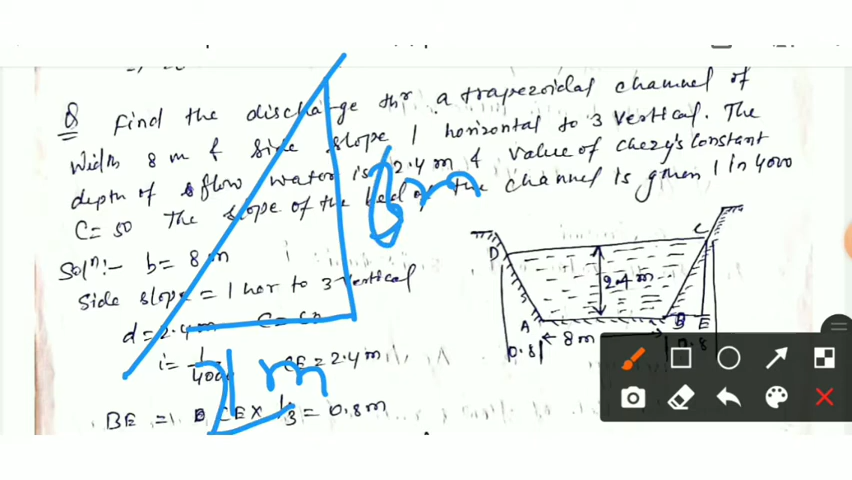 Q Find the discharge thr a trapezoidal channel of
width 8 m & side slope 1 horizontal to 3 vertical. The
depth of flow water is 2.4 m & value of chezy's constant
C = 50 The slope of the bed of the channel is given 1 in 4000
Solⁿ:- b = 8 m
Side slope = 1 hor to 3 vertical
d = 2.4 m C = 50
i = 1/4000 CE = 2.4 m
BE = CE × 1/3 = 0.8 m
D C
2.4 m
A B E
0.8 8 m 0.8
m
m